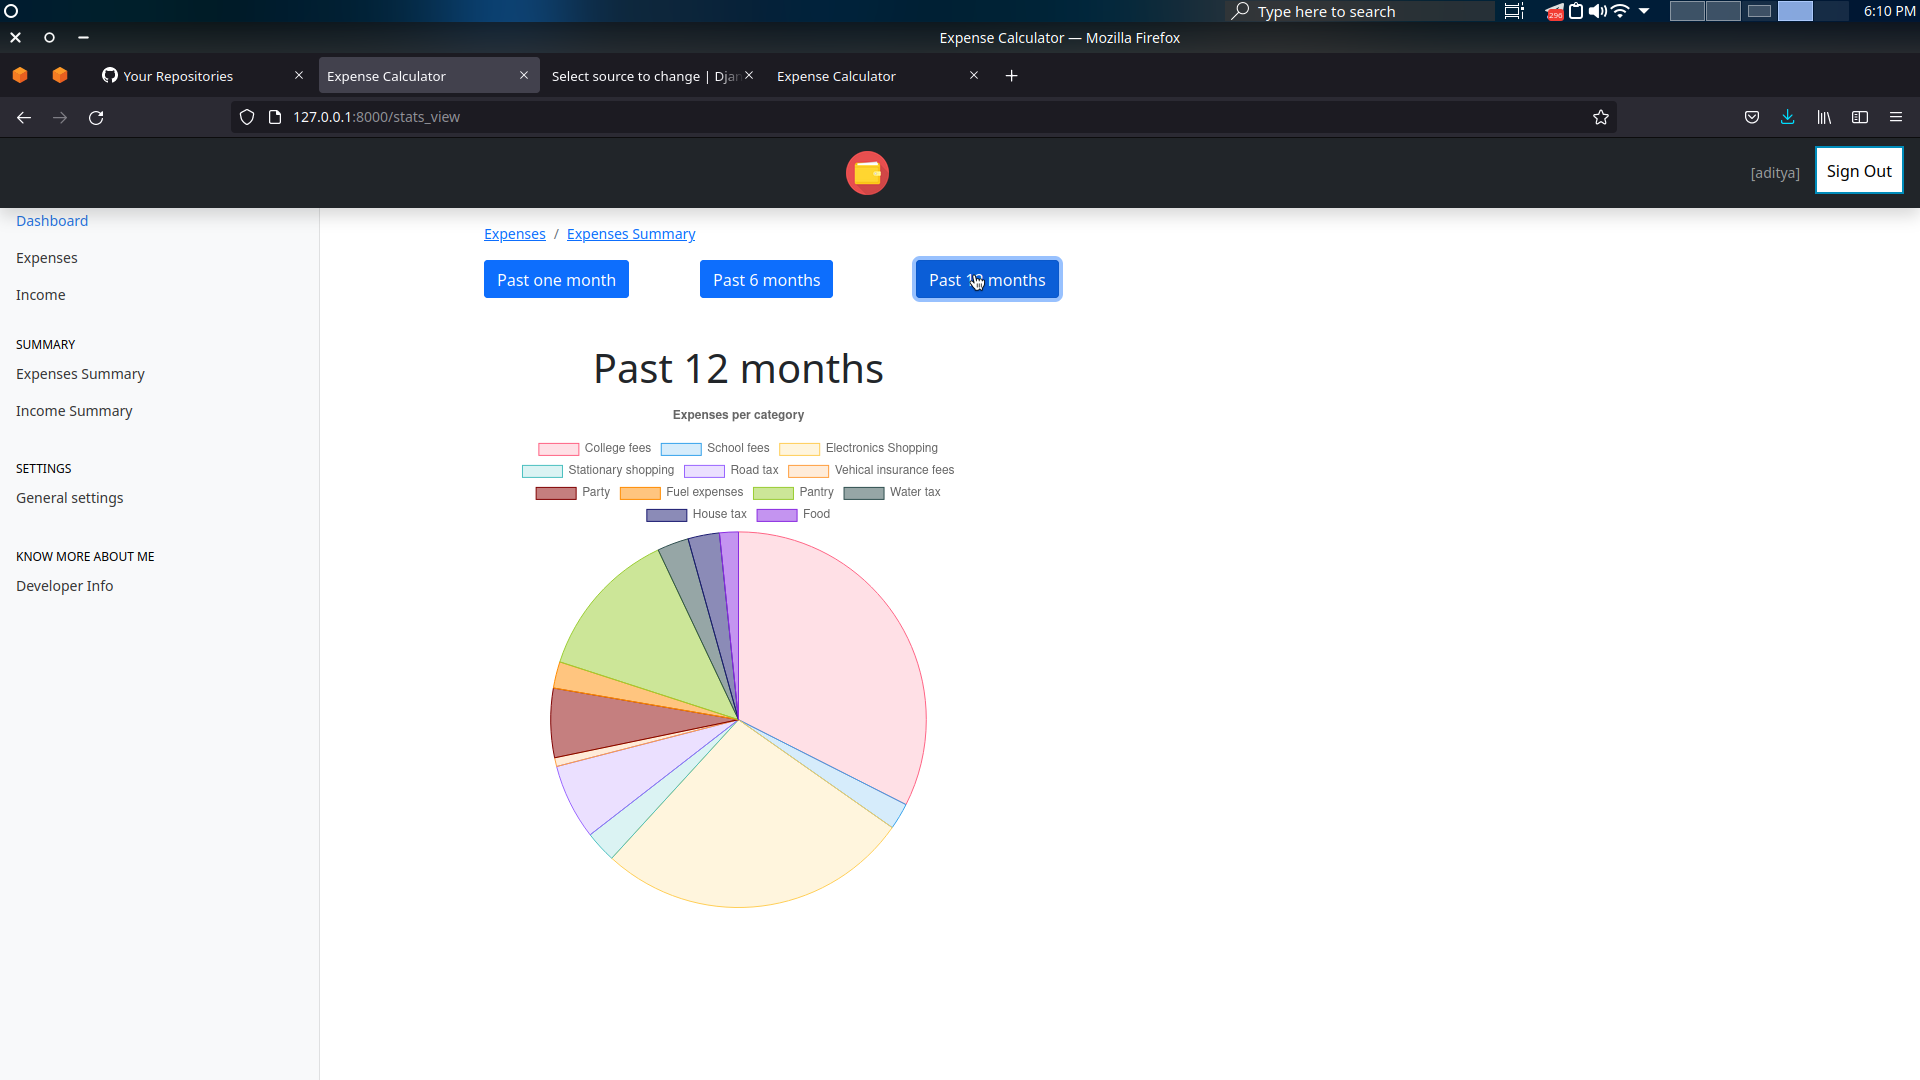 Type here to search
296
6:10 PM
Expense Calculator — Mozilla Firefox
Your Repositories
Expense Calculator
Select source to change | Djan
Expense Calculator
127.0.0.1:8000/stats_view
[aditya]
Sign Out
Dashboard
Expenses
Income
SUMMARY
Expenses Summary
Income Summary
SETTINGS
General settings
KNOW MORE ABOUT ME
Developer Info
Expenses / Expenses Summary
Past one month
Past 6 months
Past months
Past 12 months
Expenses per category
College fees School fees Electronics Shopping
Stationary shopping Road tax Vehical insurance fees
Party Fuel expenses Pantry Water tax
House tax Food